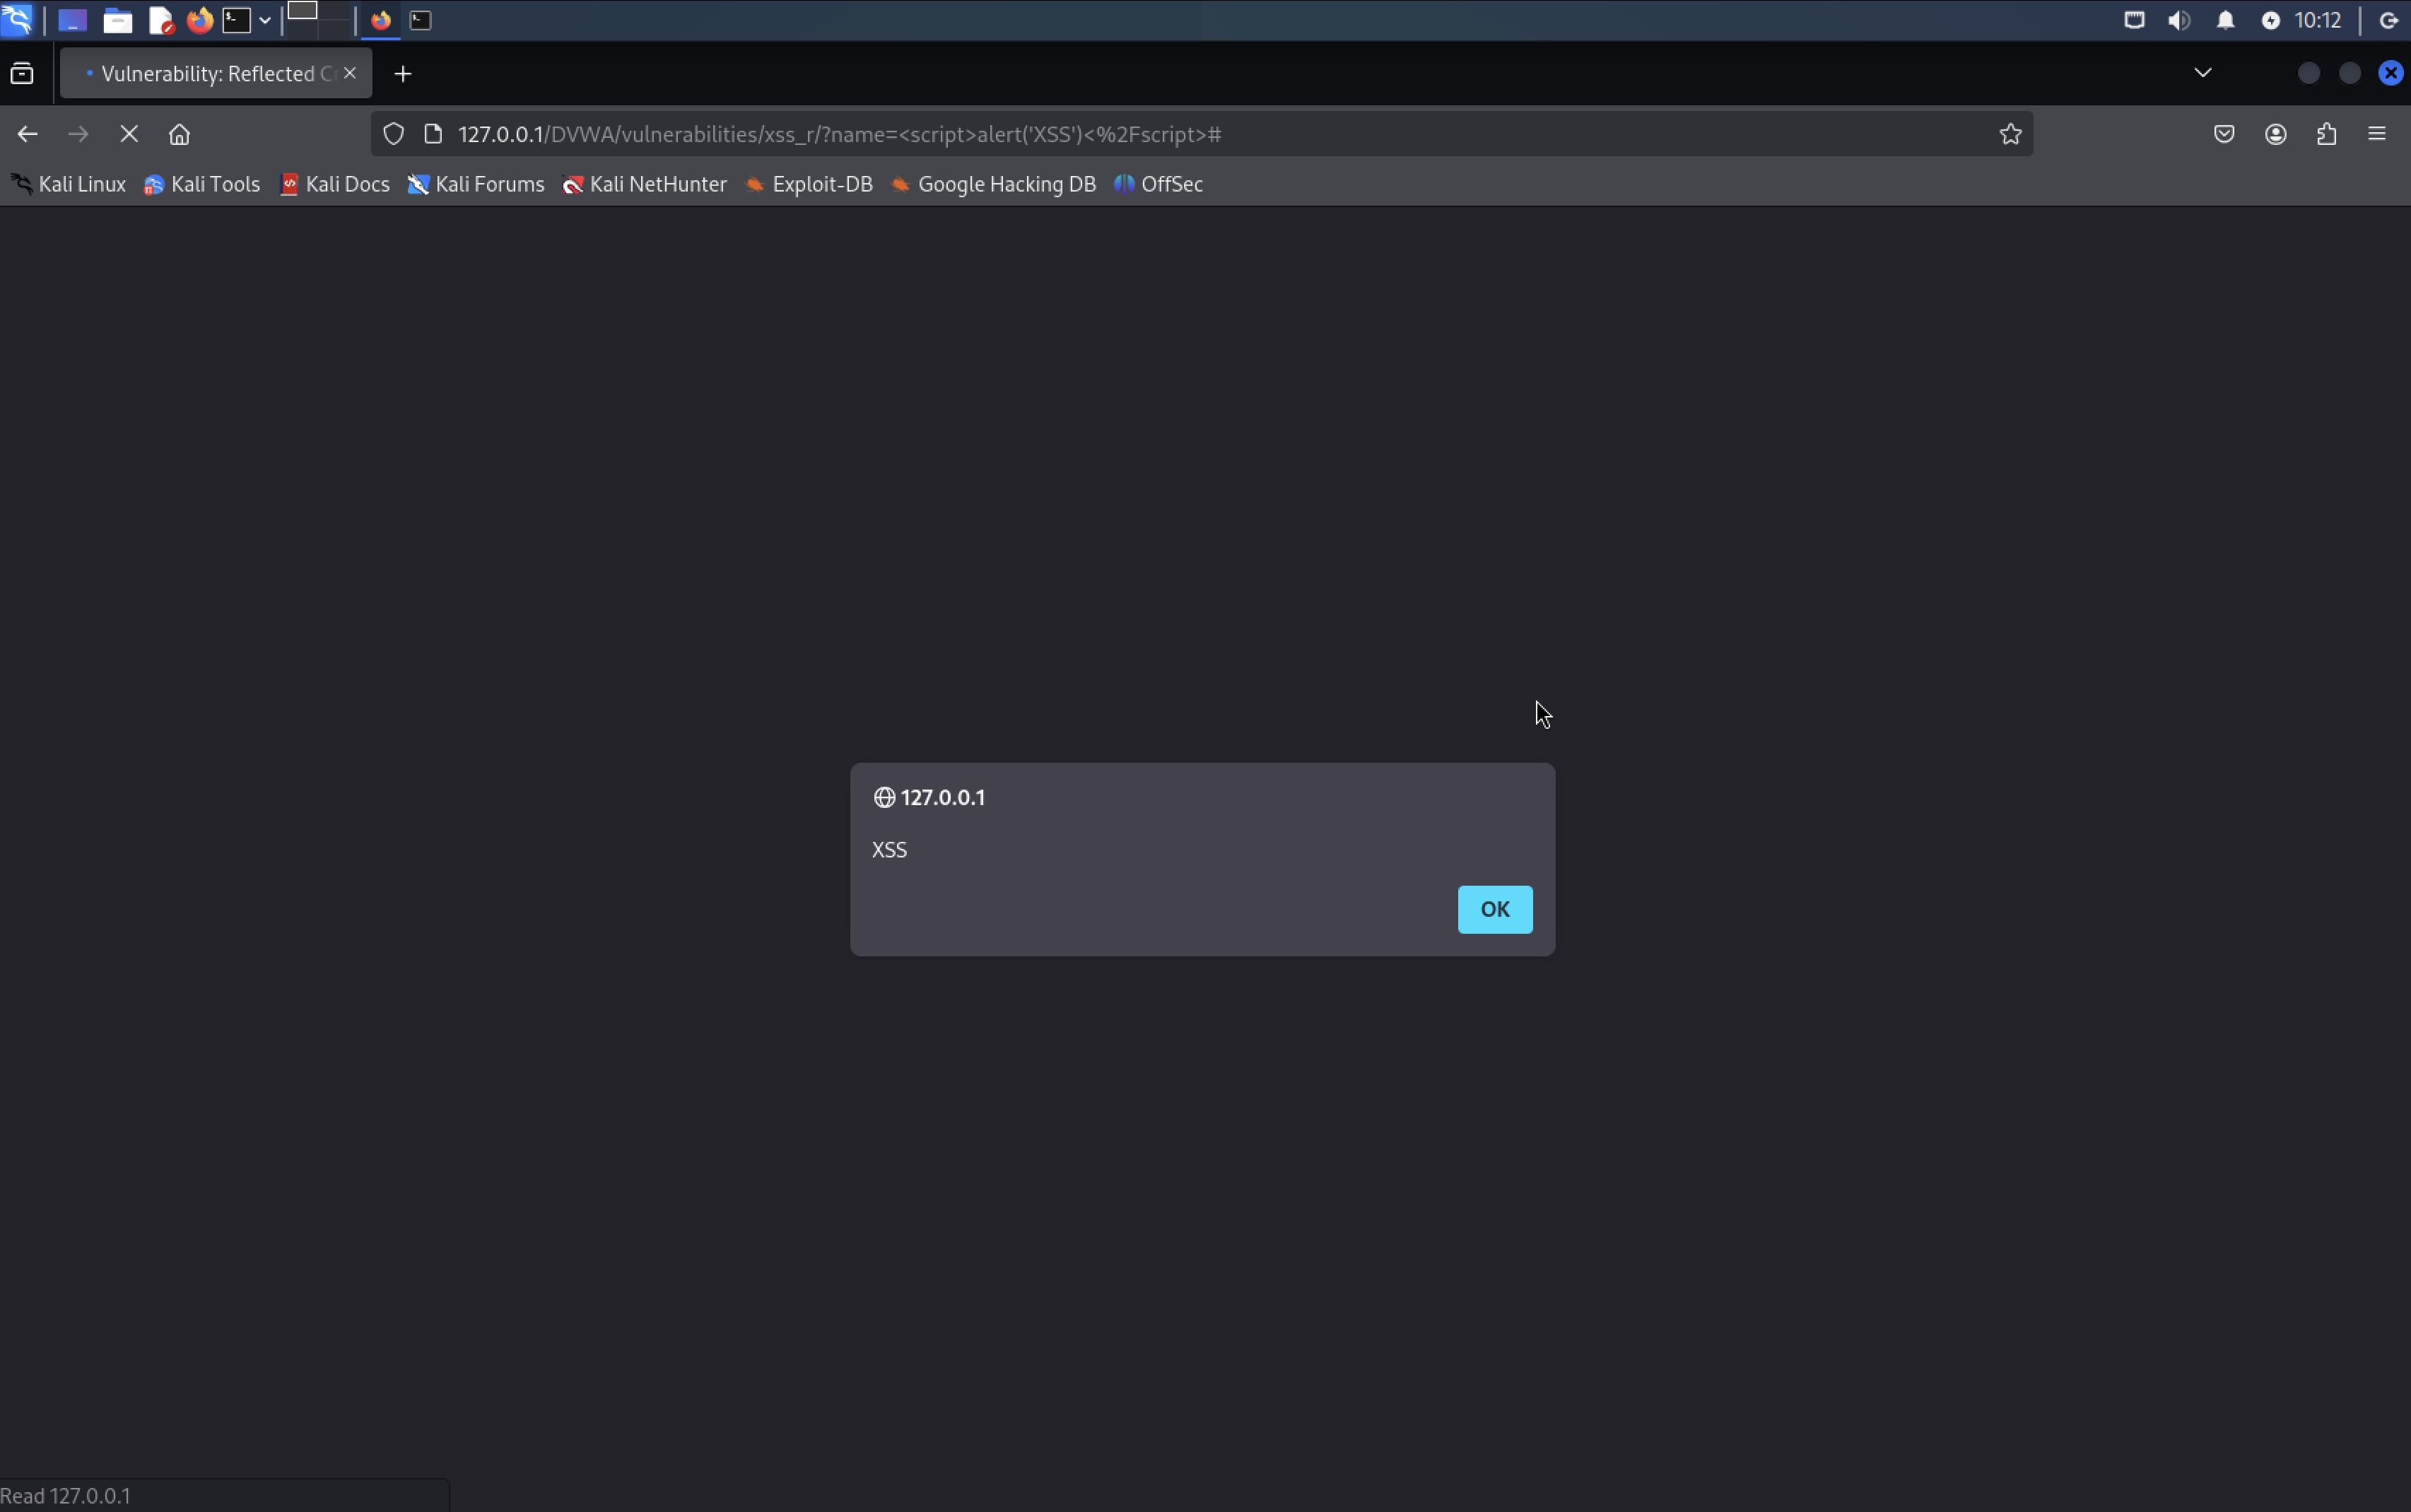 10:12
Vulnerability: Reflected C
127.0.0.1/DVWA/vulnerabilities/xss_r/?name=<script>alert('XSS')<%2Fscript>#
Kali Linux Kali Tools Kali Docs Kali Forums Kali NetHunter Exploit-DB Google Hacking DB OffSec
127.0.0.1
XSS
OK
Read 127.0.0.1